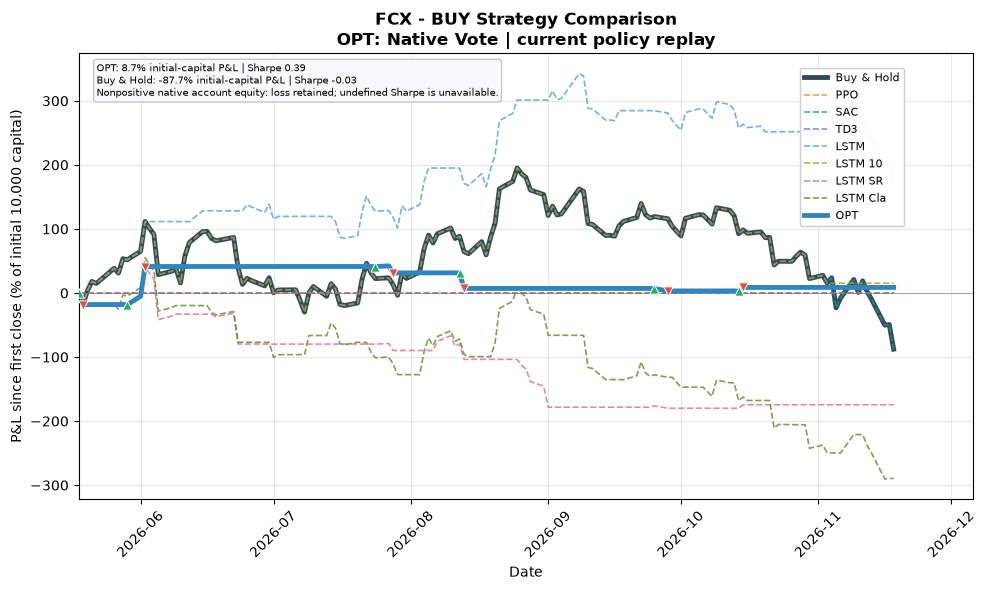 FCX - BUY Strategy Comparison
OPT: Native Vote | current policy replay
OPT: 8.7% initial-capital P&L | Sharpe 0.39
Buy & Hold: -87.7% initial-capital P&L | Sharpe -0.03
Nonpositive native account equity: loss retained; undefined Sharpe is unavailable.
Buy & Hold
PPO
SAC
TD3
LSTM
LSTM 10
LSTM SR
LSTM Cla
OPT
P&L since first close (% of initial 10,000 capital)
300
200
100
0
−100
−200
−300
2026-06
2026-07
2026-08
2026-09
2026-10
2026-11
2026-12
Date